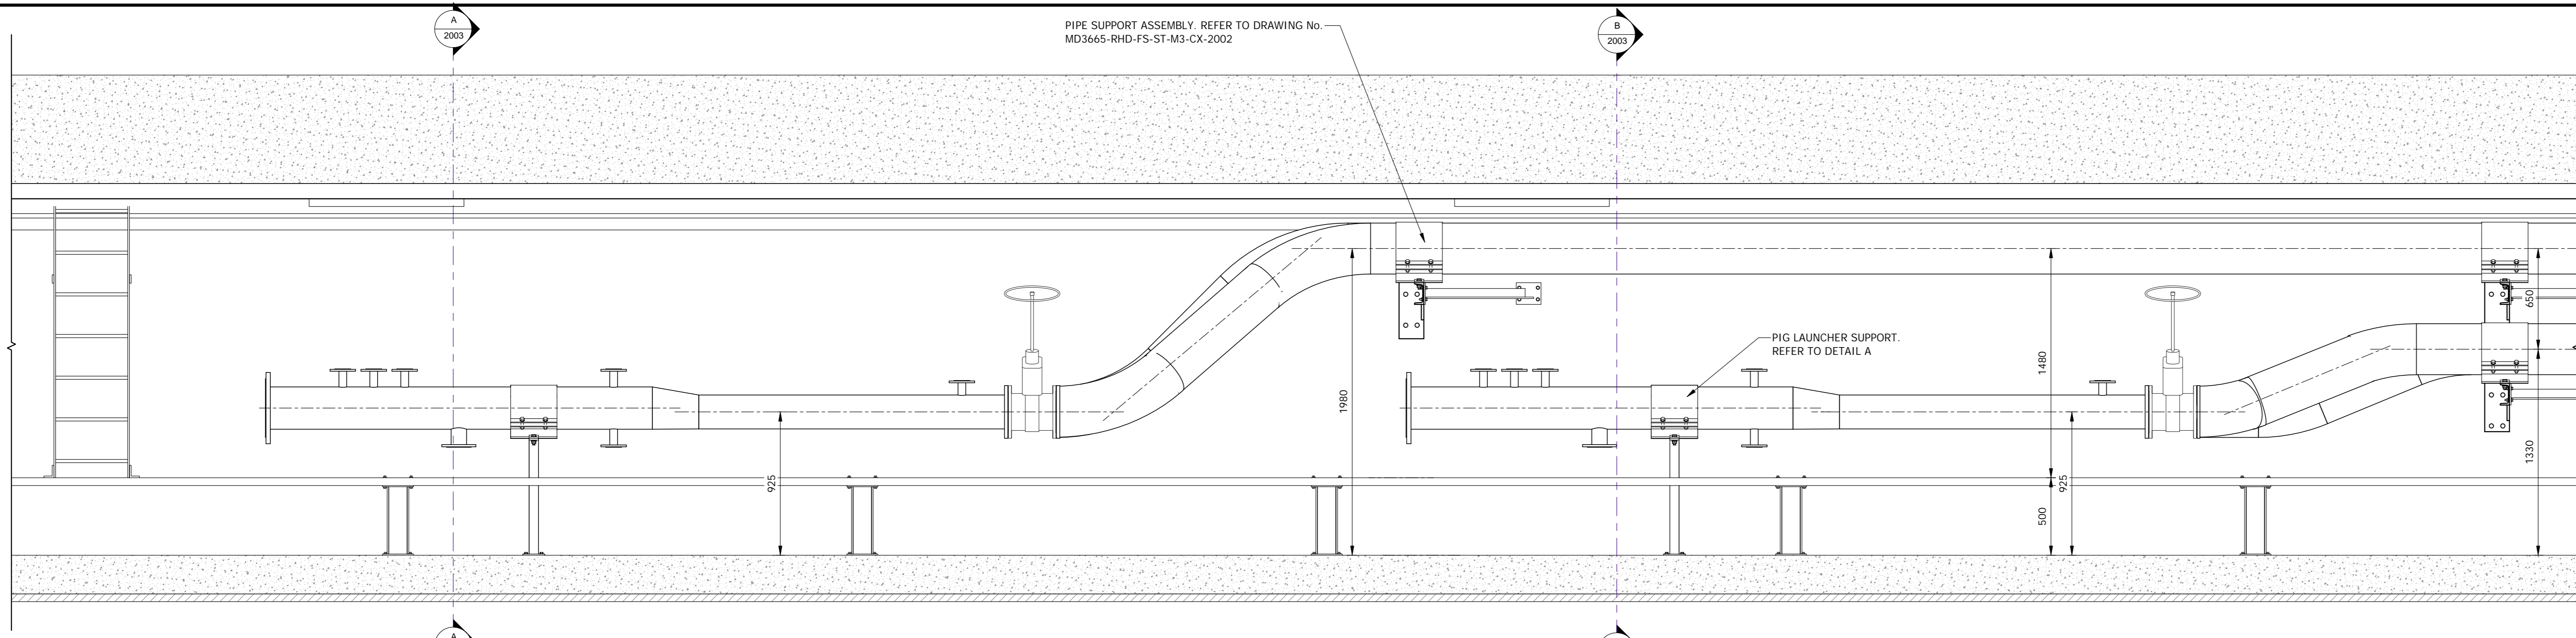 A
2003
PIPE SUPPORT ASSEMBLY. REFER TO DRAWING No.
MD3665-RHD-FS-ST-M3-CX-2002
B
2003
PIG LAUNCHER SUPPORT.
REFER TO DETAIL A
925
1980
1480
500
925
650
1330
A